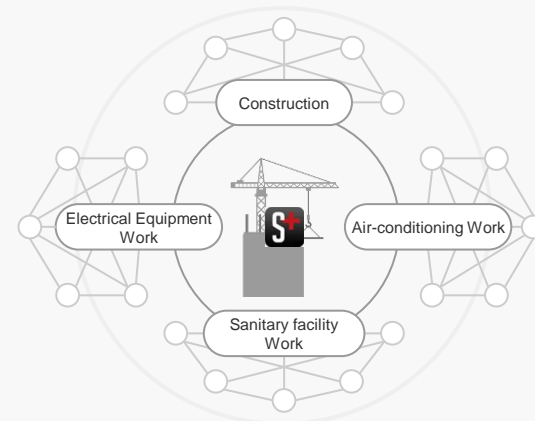 Construction
Electrical Equipment
Work
S+
Air-conditioning Work
Sanitary facility
Work